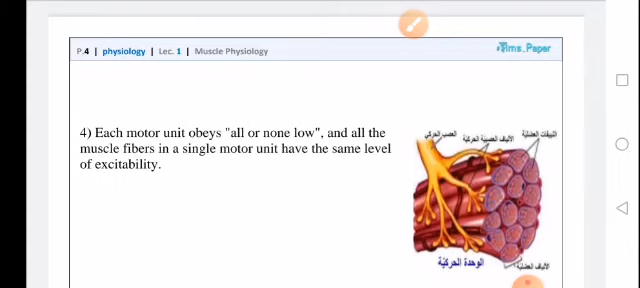 P.4 | physiology | Lec. 1 | Muscle Physiology
Tims_Paper
4) Each motor unit obeys "all or none low", and all the
muscle fibers in a single motor unit have the same level
of excitability.
العصب الحركي
الألياف العصبية الحركية
الليفات العضلية
الوحدة الحركية
الألياف العضلية